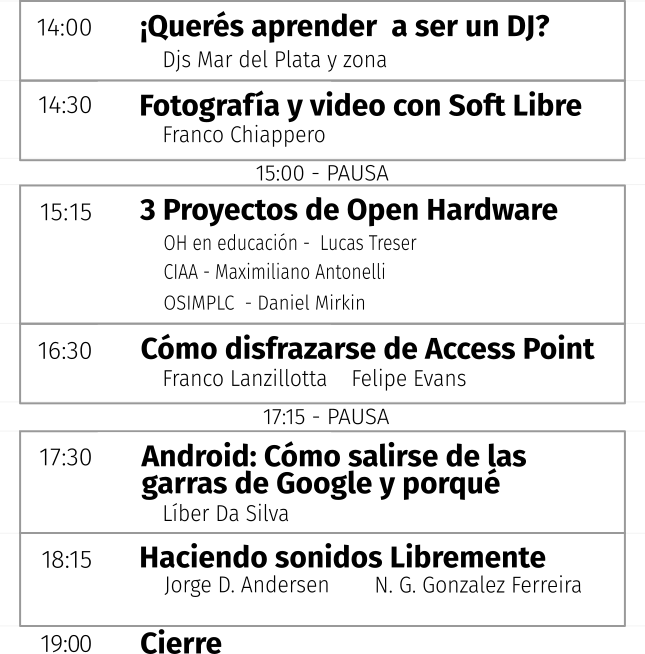 14:00 ¡Querés aprender a ser un DJ?
Djs Mar del Plata y zona
14:30 Fotografía y video con Soft Libre
Franco Chiappero
15:00 - PAUSA
15:15 3 Proyectos de Open Hardware
OH en educación - Lucas Treser
CIAA - Maximiliano Antonelli
OSIMPLC - Daniel Mirkin
16:30 Cómo disfrazarse de Access Point
Franco Lanzillotta Felipe Evans
17:15 - PAUSA
17:30 Android: Cómo salirse de las
garras de Google y porqué
Líber Da Silva
18:15 Haciendo sonidos Libremente
Jorge D. Andersen N. G. Gonzalez Ferreira
19:00 Cierre